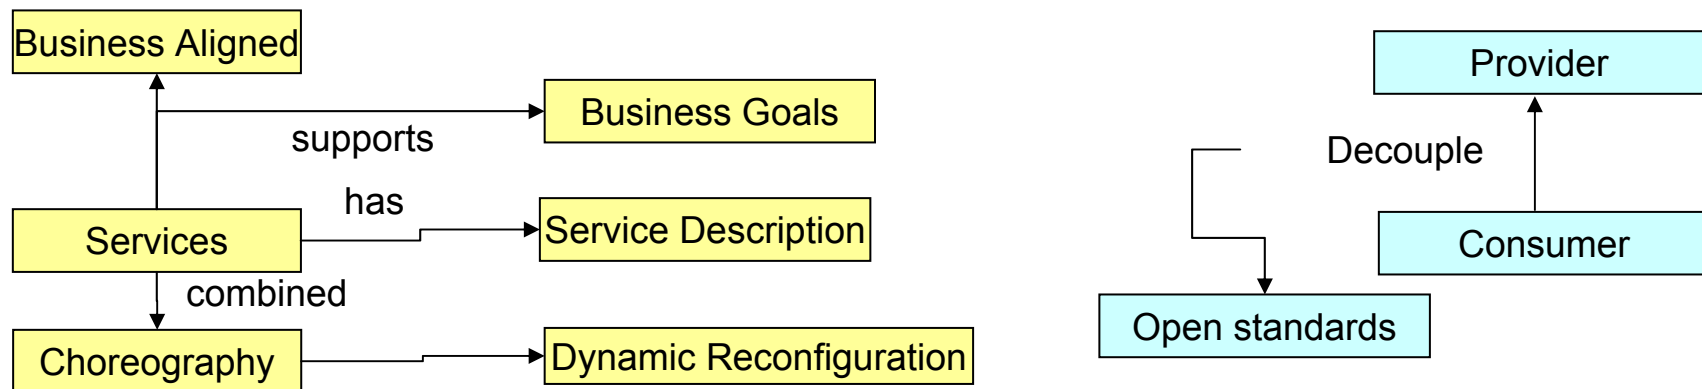 Business Aligned
Provider
Business Goals
supports
Decouple
has
Services
Service Description
Consumer
combined
Open standards
Choreography
Dynamic Reconfiguration